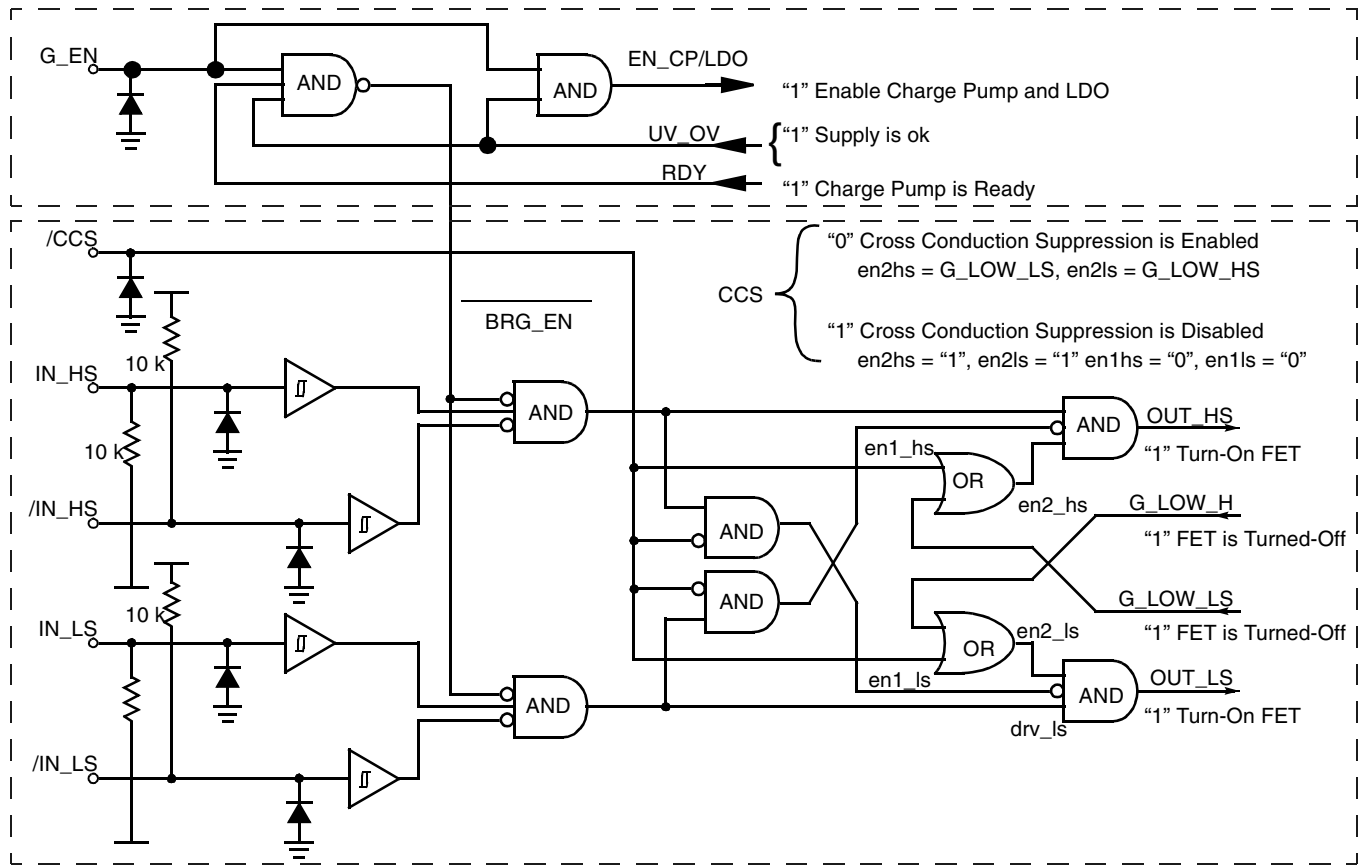 G_EN
AND
AND
EN_CP/LDO
“1” Enable Charge Pump and LDO
UV_OV
“1” Supply is ok
RDY
“1” Charge Pump is Ready
/CCS
“0” Cross Conduction Suppression is Enabled
en2hs = G_LOW_LS, en2ls = G_LOW_HS
CCS
“1” Cross Conduction Suppression is Disabled
en2hs = “1”, en2ls = “1” en1hs = “0”, en1ls = “0”
BRG_EN
10 k
IN_HS
10 k
/IN_HS
AND
AND
OUT_HS
“1” Turn-On FET
en1_hs
OR
en2_hs
G_LOW_H
“1” FET is Turned-Off
AND
AND
G_LOW_LS
“1” FET is Turned-Off
10 k
IN_LS
/IN_LS
AND
OR
en2_ls
en1_ls
AND
OUT_LS
“1” Turn-On FET
drv_ls